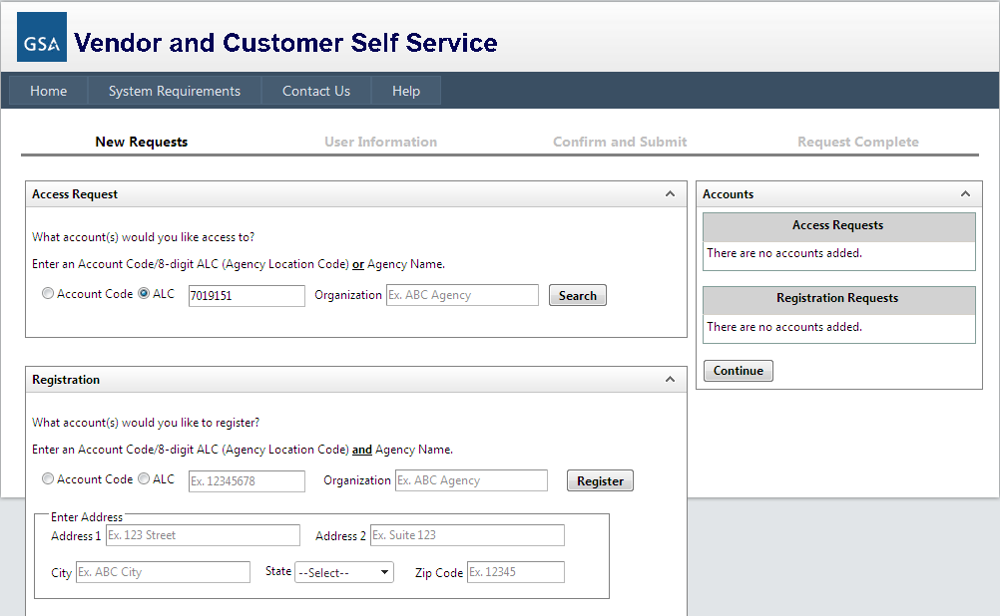 GSA Vendor and Customer Self Service
Home System Requirements Contact Us Help
New Requests User Information Confirm and Submit Request Complete
Access Request
What account(s) would you like access to?
Enter an Account Code/8-digit ALC (Agency Location Code) or Agency Name.
Account Code ALC 7019151 Organization Ex. ABC Agency Search
Registration
What account(s) would you like to register?
Enter an Account Code/8-digit ALC (Agency Location Code) and Agency Name.
Account Code ALC Ex. 12345678 Organization Ex. ABC Agency Register
Enter Address
Address 1 Ex. 123 Street Address 2 Ex. Suite 123
City Ex. ABC City State --Select-- Zip Code Ex. 12345
Accounts
Access Requests
There are no accounts added.
Registration Requests
There are no accounts added.
Continue